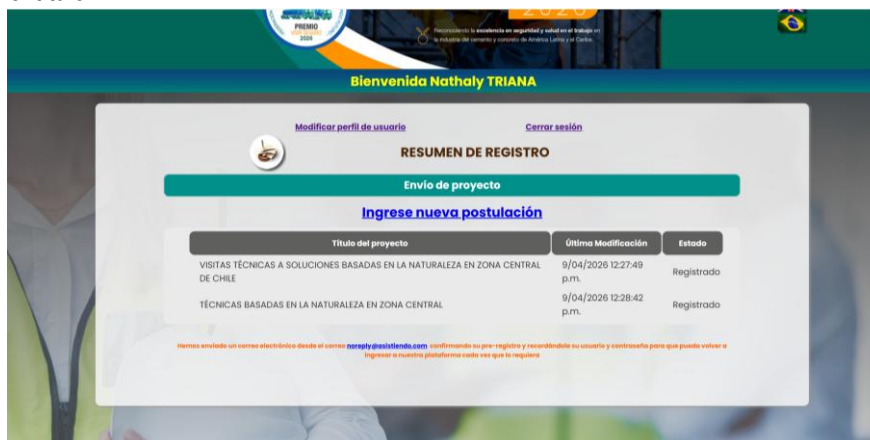 PREMIO
2026
2026
Reconociendo la excelencia en seguridad y salud en el trabajo en
la industria del cemento y concreto de América Latina y el Caribe.
Bienvenida Nathaly TRIANA
Modificar perfil de usuario
Cerrar sesión
RESUMEN DE REGISTRO
Envío de proyecto
Ingrese nueva postulación
Título del proyecto
Última Modificación
Estado
VISITAS TÉCNICAS A SOLUCIONES BASADAS EN LA NATURALEZA EN ZONA CENTRAL
DE CHILE
9/04/2026 12:27:49
p.m.
Registrado
TÉCNICAS BASADAS EN LA NATURALEZA EN ZONA CENTRAL
9/04/2026 12:28:42
p.m.
Registrado
Hemos enviado un correo electrónico desde el correo noreply@asistiendo.com confirmando su pre-registro y recordándole su usuario y contraseña para que pueda volver a
ingresar a nuestra plataforma cada vez que lo requiera